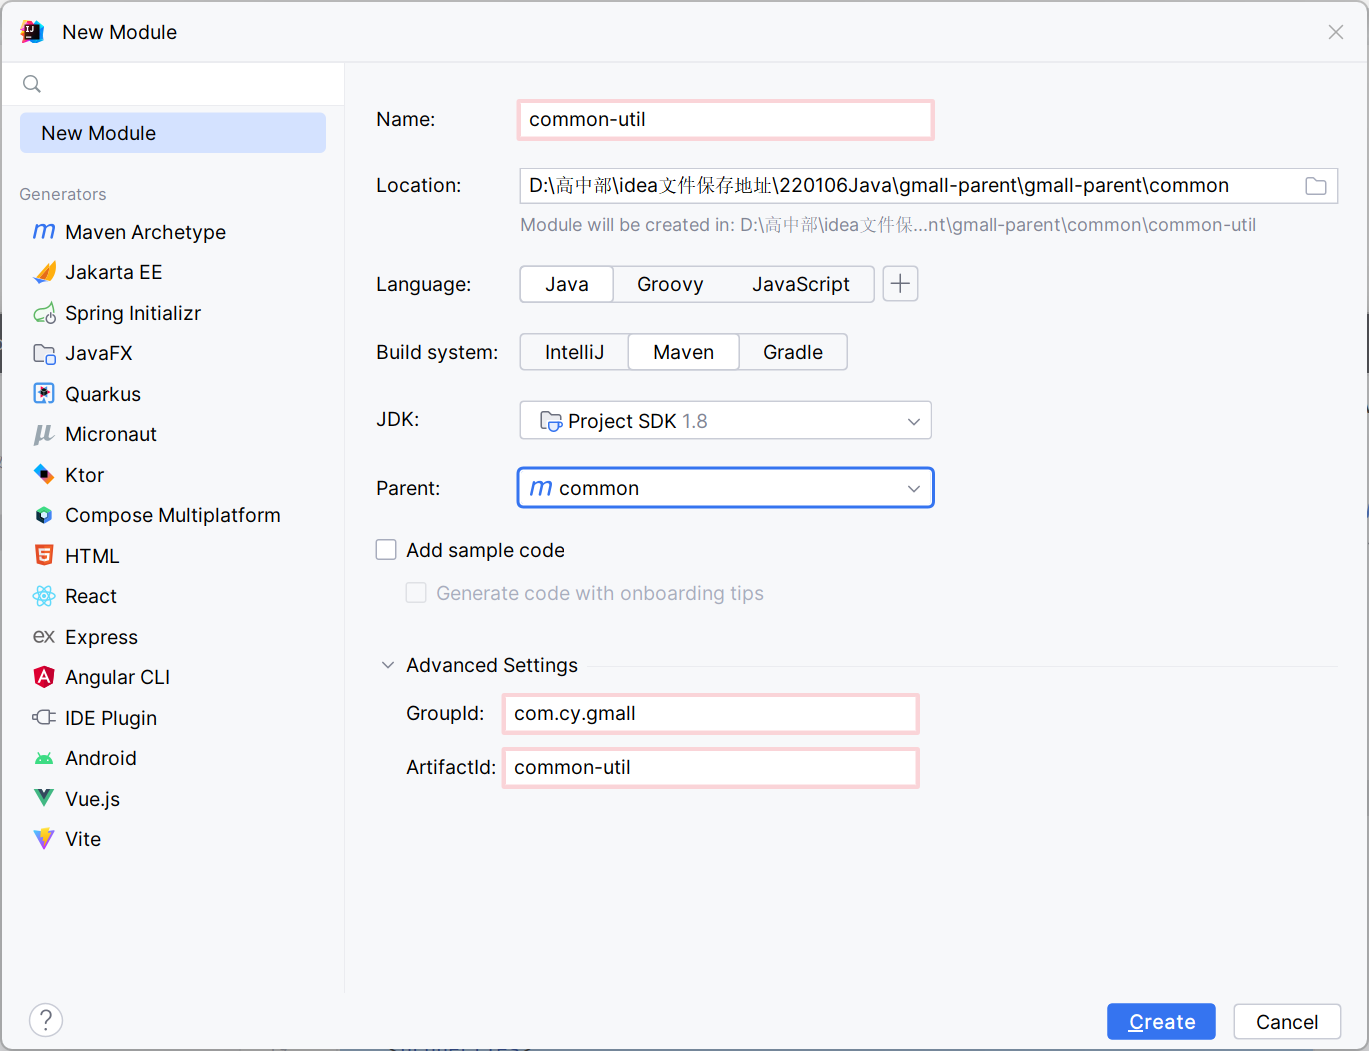 New Module
New Module
Generators
Maven Archetype
Jakarta EE
Spring Initializr
JavaFX
Quarkus
Micronaut
Ktor
Compose Multiplatform
HTML
React
Express
Angular CLI
IDE Plugin
Android
Vue.js
Vite
Name: common-util
Location: D:\高中部\idea文件保存地址\220106Java\gmall-parent\gmall-parent\common
Module will be created in: D:\高中部\idea文件保...nt\gmall-parent\common\common-util
Language: Java Groovy JavaScript
Build system: IntelliJ Maven Gradle
JDK: Project SDK 1.8
Parent: common
Add sample code
Generate code with onboarding tips
Advanced Settings
GroupId: com.cy.gmall
ArtifactId: common-util
? Create Cancel